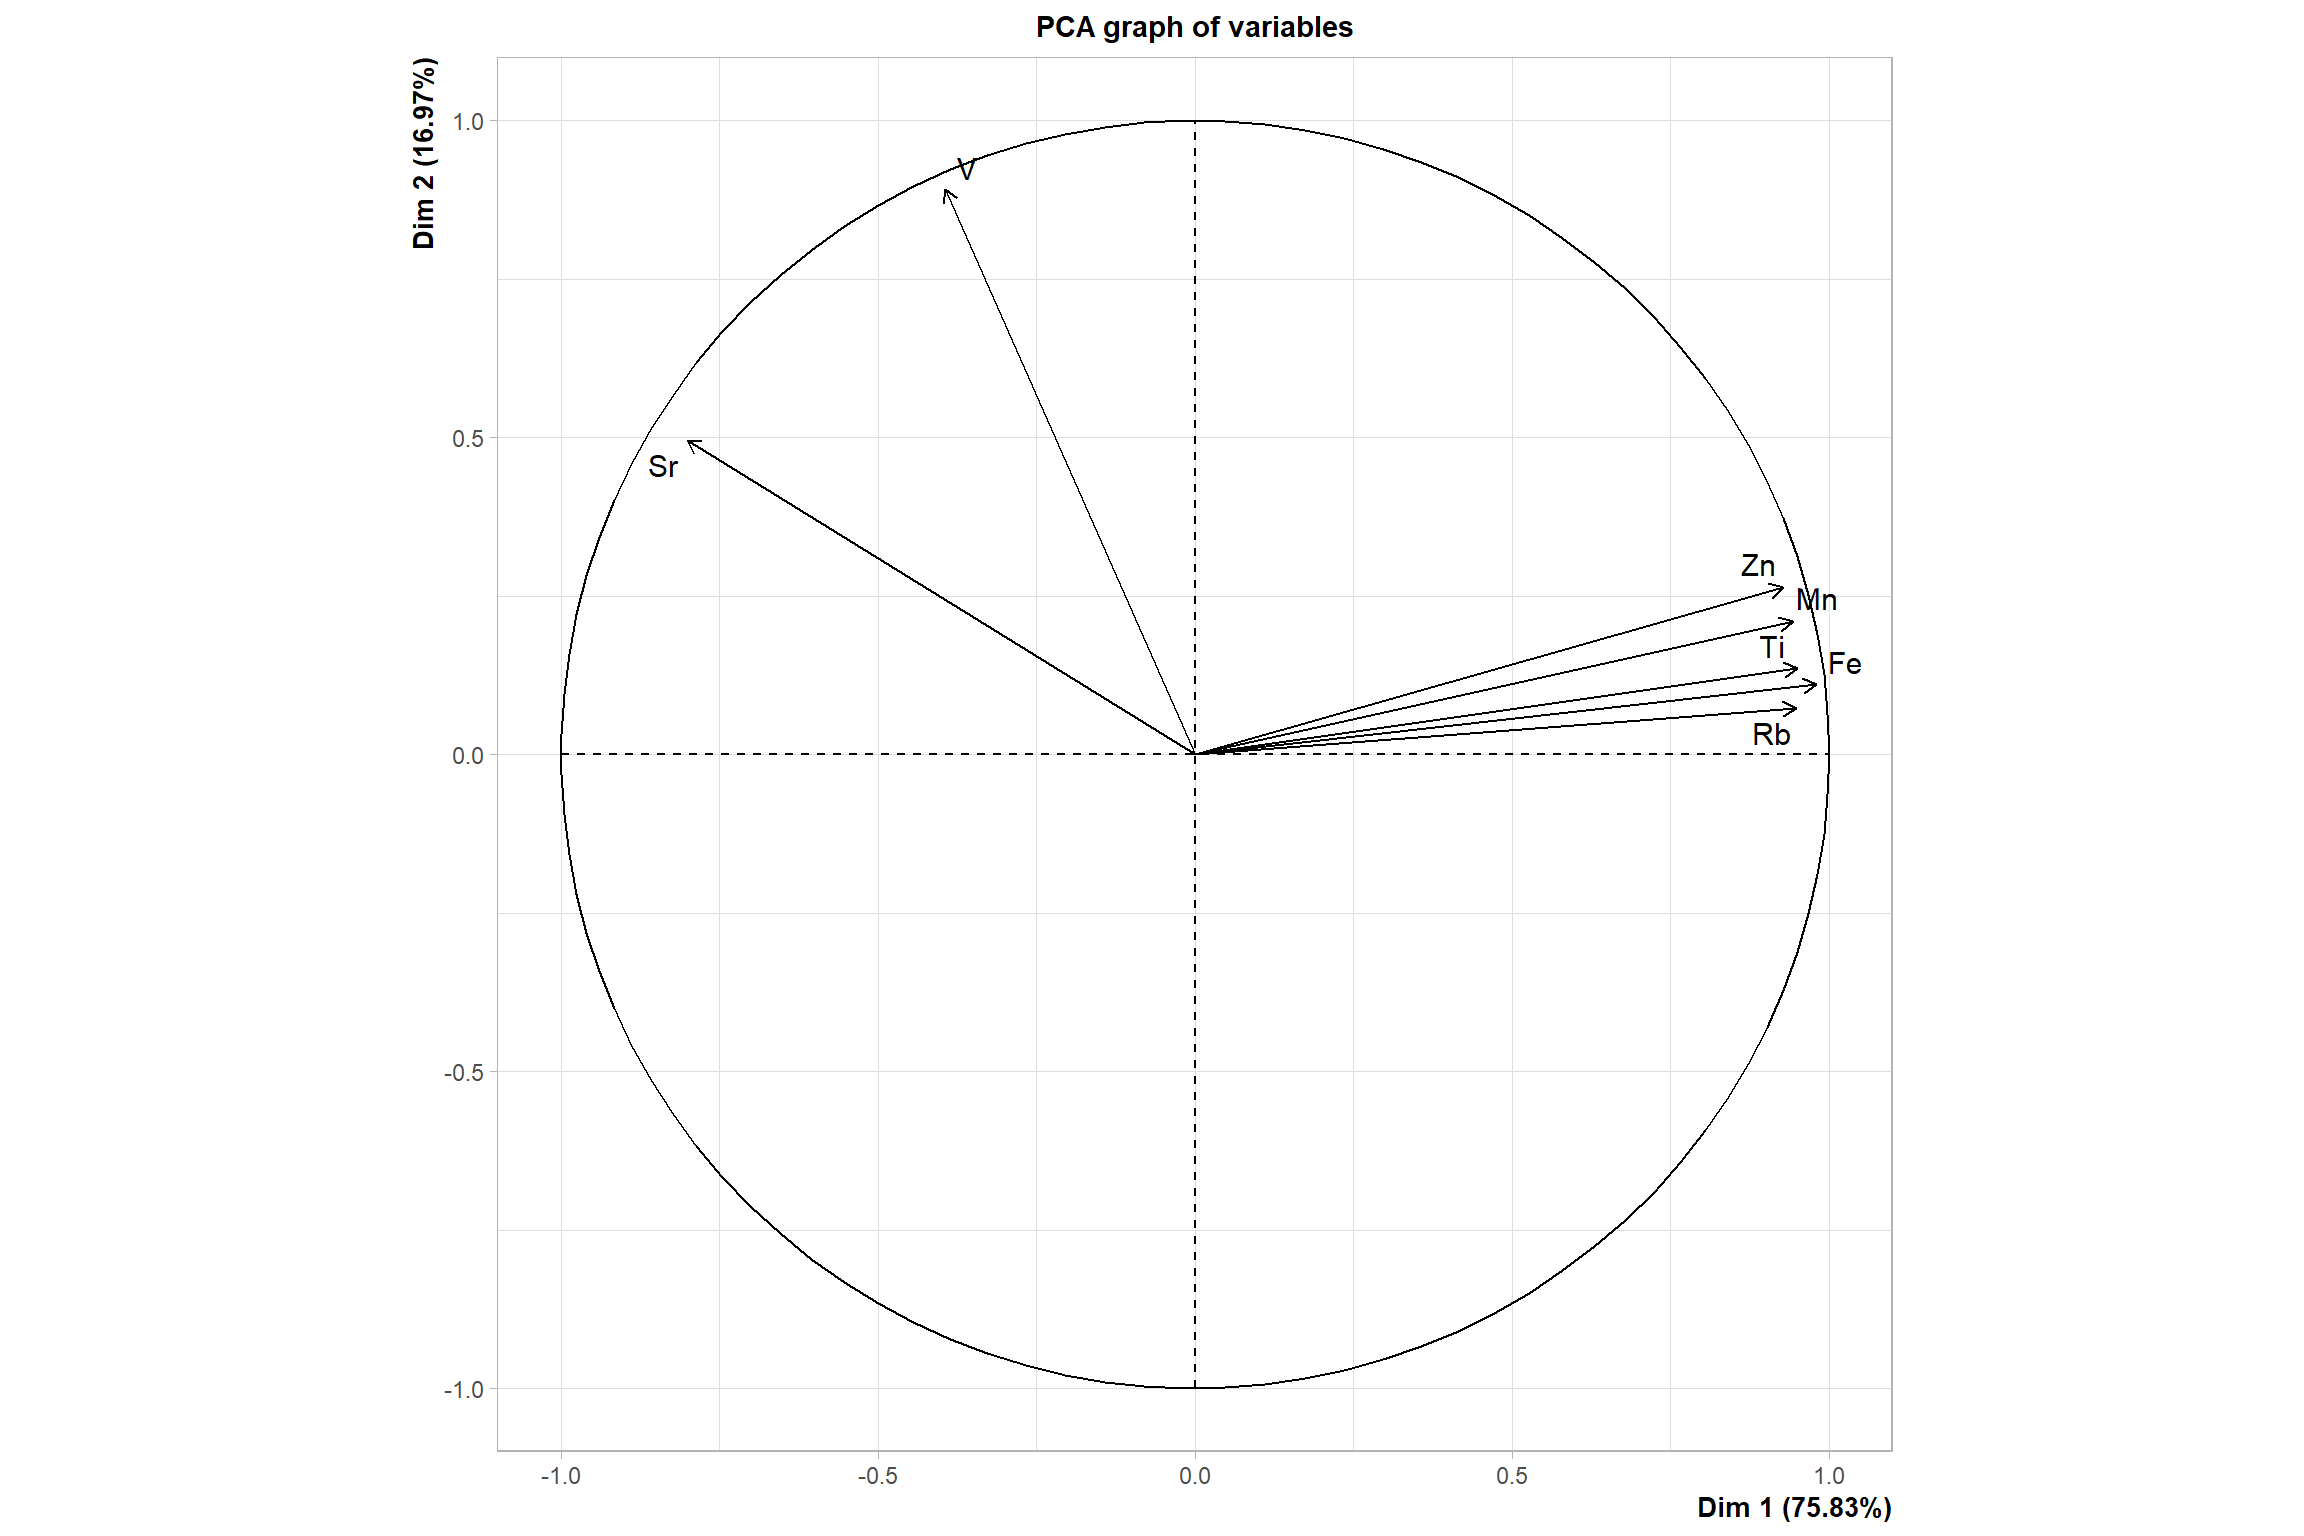 PCA graph of variables
Dim 2 (16.97%)
1.0
0.5
0.0
-0.5
-1.0
V
Sr
Zn
Mn
Ti
Fe
Rb
-1.0
-0.5
0.0
0.5
1.0
Dim 1 (75.83%)